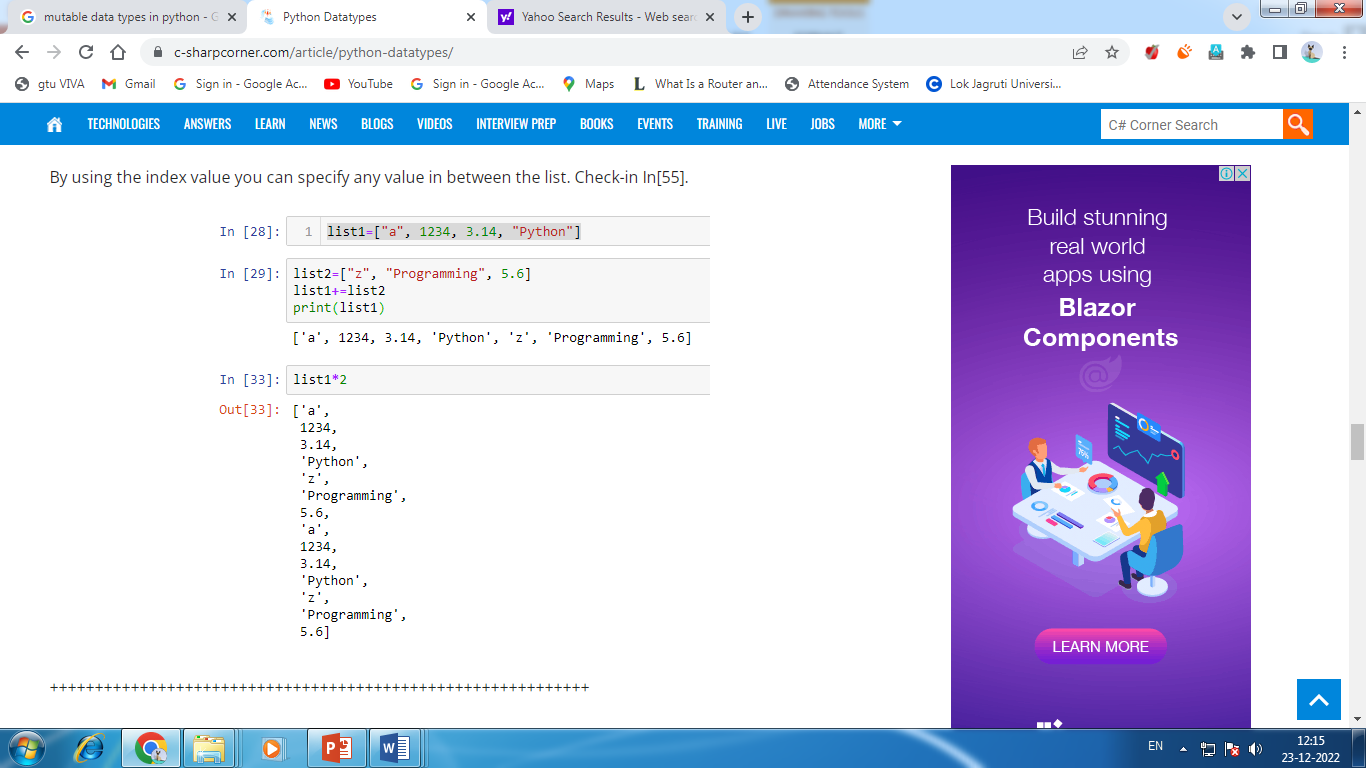 mutable data types in python - G
Python Datatypes
Yahoo Search Results - Web sear
c-sharpcorner.com/article/python-datatypes/
gtu VIVA
Gmail
Sign in - Google Ac...
YouTube
Sign in - Google Ac...
Maps
What Is a Router an...
Attendance System
Lok Jagruti Universi...
TECHNOLOGIES ANSWERS LEARN NEWS BLOGS VIDEOS INTERVIEW PREP BOOKS EVENTS TRAINING LIVE JOBS MORE
C# Corner Search
By using the index value you can specify any value in between the list. Check-in In[55].
In [28]: 1 list1=["a", 1234, 3.14, "Python"]
In [29]: list2=["z", "Programming", 5.6]
list1+=list2
print(list1)
['a', 1234, 3.14, 'Python', 'z', 'Programming', 5.6]
In [33]: list1*2
Out[33]: ['a',
1234,
3.14,
'Python',
'z',
'Programming',
5.6,
'a',
1234,
3.14,
'Python',
'z',
'Programming',
5.6]
++++++++++++++++++++++++++++++++++++++++++++++++++++++++++++
Build stunning
real world
apps using
Blazor
Components
LEARN MORE
EN
12:15
23-12-2022